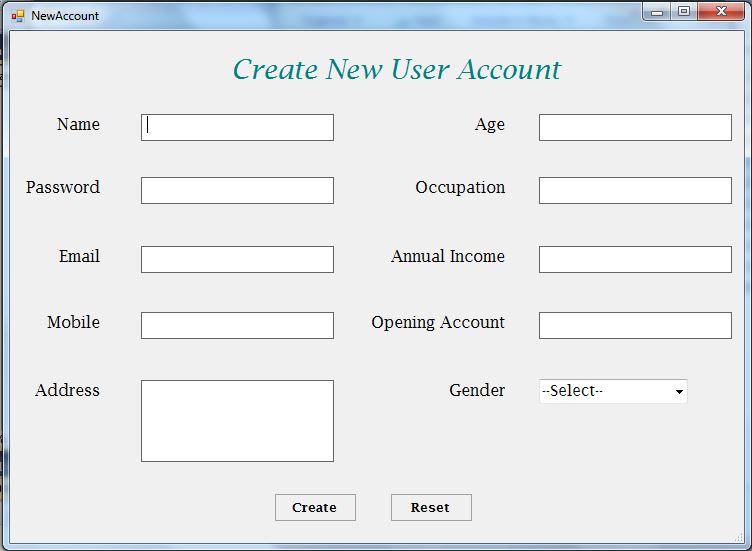 NewAccount
Create New User Account
Name
Age
Password
Occupation
Email
Annual Income
Mobile
Opening Account
Address
Gender
--Select--
Create
Reset